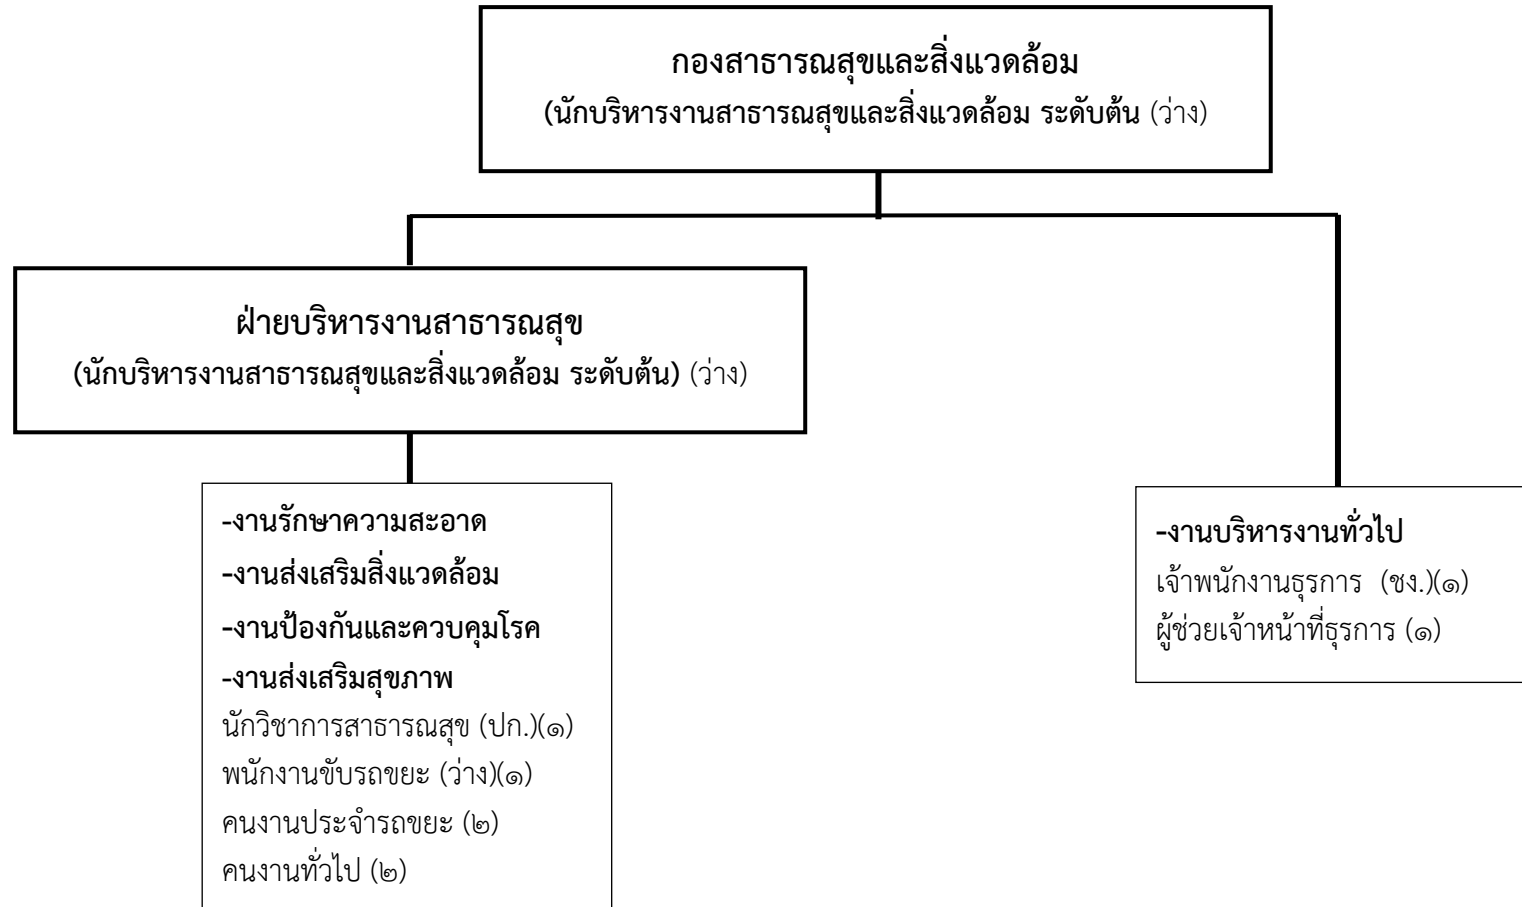 กองสาธารณสุขและสิ่งแวดล้อม
(นักบริหารงานสาธารณสุขและสิ่งแวดล้อม ระดับต้น (ว่าง)
ฝ่ายบริหารงานสาธารณสุข
(นักบริหารงานสาธารณสุขและสิ่งแวดล้อม ระดับต้น) (ว่าง)
-งานรักษาความสะอาด
-งานส่งเสริมสิ่งแวดล้อม
-งานป้องกันและควบคุมโรค
-งานส่งเสริมสุขภาพ
นักวิชาการสาธารณสุข (ปก.)(๑)
พนักงานขับรถขยะ (ว่าง)(๑)
คนงานประจำรถขยะ (๒)
คนงานทั่วไป (๒)
-งานบริหารงานทั่วไป
เจ้าพนักงานธุรการ (ชง.)(๑)
ผู้ช่วยเจ้าหน้าที่ธุรการ (๑)